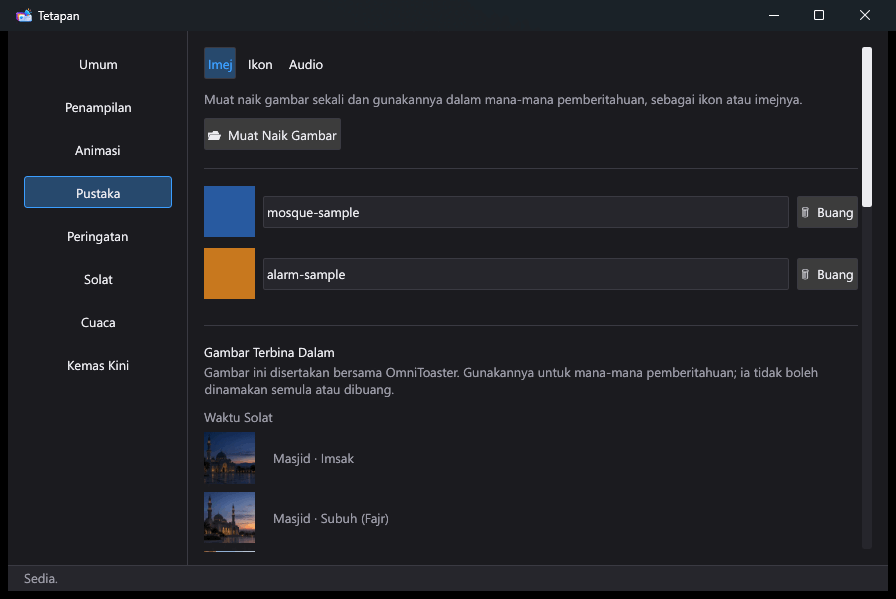 Tetapan
Umum
Penampilan
Animasi
Pustaka
Peringatan
Solat
Cuaca
Kemas Kini
Imej
Ikon
Audio
Muat naik gambar sekali dan gunakannya dalam mana-mana pemberitahuan, sebagai ikon atau imejnya.
Muat Naik Gambar
mosque-sample
Buang
alarm-sample
Buang
Gambar Terbina Dalam
Gambar ini disertakan bersama OmniToaster. Gunakannya untuk mana-mana pemberitahuan; ia tidak boleh
dinamakan semula atau dibuang.
Waktu Solat
Masjid · Imsak
Masjid · Subuh (Fajr)
Sedia.